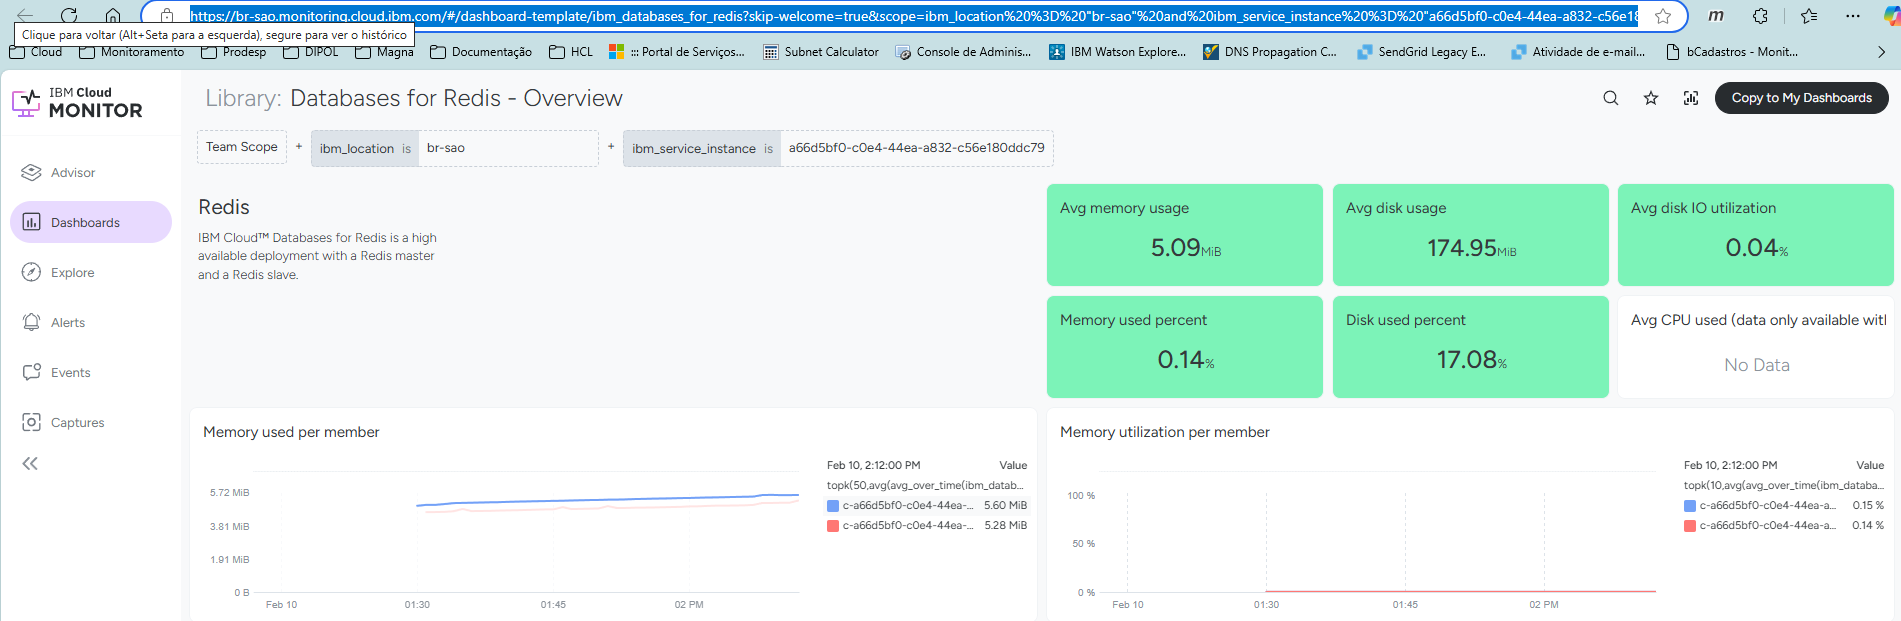 https://br-sao.monitoring.cloud.ibm.com/#/dashboard-template/ibm_databases_for_redis?skip-welcome=true&scope=ibm_location%20%3D%20"br-sao"%20and%20ibm_service_instance%20%3D%20"a66d5bf0-c0e4-44ea-a832-c56e18
Clique para voltar (Alt+Seta para a esquerda), segure para ver o histórico
Cloud Monitoramento Prodesp DIPOL Magna Documentação HCL ::: Portal de Serviços... Subnet Calculator Console de Adminis... IBM Watson Explore... DNS Propagation C... SendGrid Legacy E... Atividade de e-mail... bCadastros - Monit...
IBM Cloud
MONITOR
Library: Databases for Redis - Overview
Copy to My Dashboards
Team Scope + ibm_location is br-sao + ibm_service_instance is a66d5bf0-c0e4-44ea-a832-c56e180ddc79
Advisor
Dashboards
Explore
Alerts
Events
Captures
Redis
IBM Cloud™ Databases for Redis is a high
available deployment with a Redis master
and a Redis slave.
Avg memory usage
5.09MiB
Avg disk usage
174.95MiB
Avg disk IO utilization
0.04%
Memory used percent
0.14%
Disk used percent
17.08%
Avg CPU used (data only available with
No Data
Memory used per member
5.72 MiB
3.81 MiB
1.91 MiB
0 B
Feb 10 01:30 01:45 02 PM
Feb 10, 2:12:00 PM Value
topk(50,avg(avg_over_time(ibm_datab...
c-a66d5bf0-c0e4-44ea-... 5.60 MiB
c-a66d5bf0-c0e4-44ea-... 5.28 MiB
Memory utilization per member
100 %
50 %
0 %
Feb 10 01:30 01:45 02 PM
Feb 10, 2:12:00 PM Value
topk(10,avg(avg_over_time(ibm_databa...
c-a66d5bf0-c0e4-44ea-a... 0.15 %
c-a66d5bf0-c0e4-44ea-a... 0.14 %